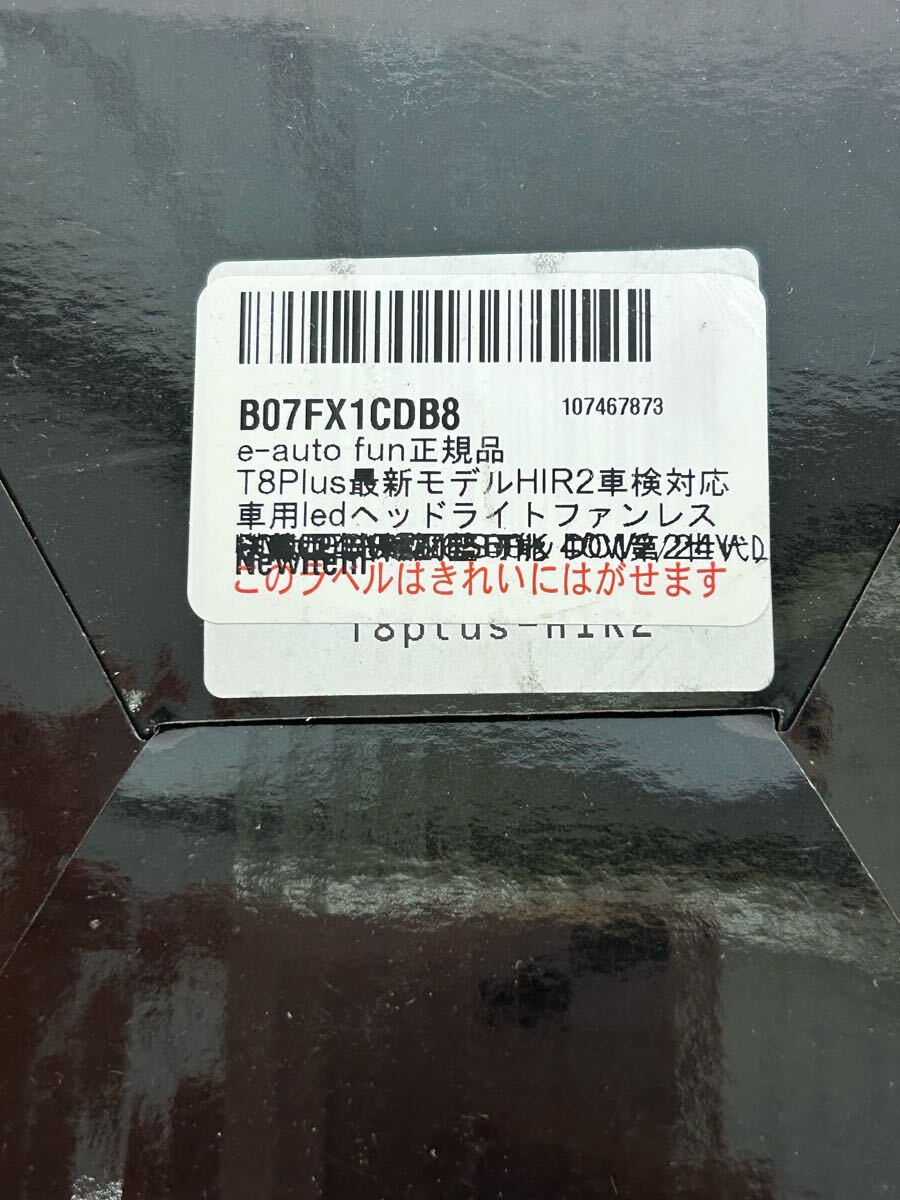 B07FX1CDB8
107467873
e-auto fun正規品
T8Plus最新モデルHIR2車検対応
車用ledヘッドライトファンレス
NewItem
このラベルはきれいにはがせます
T8plus-HIR2